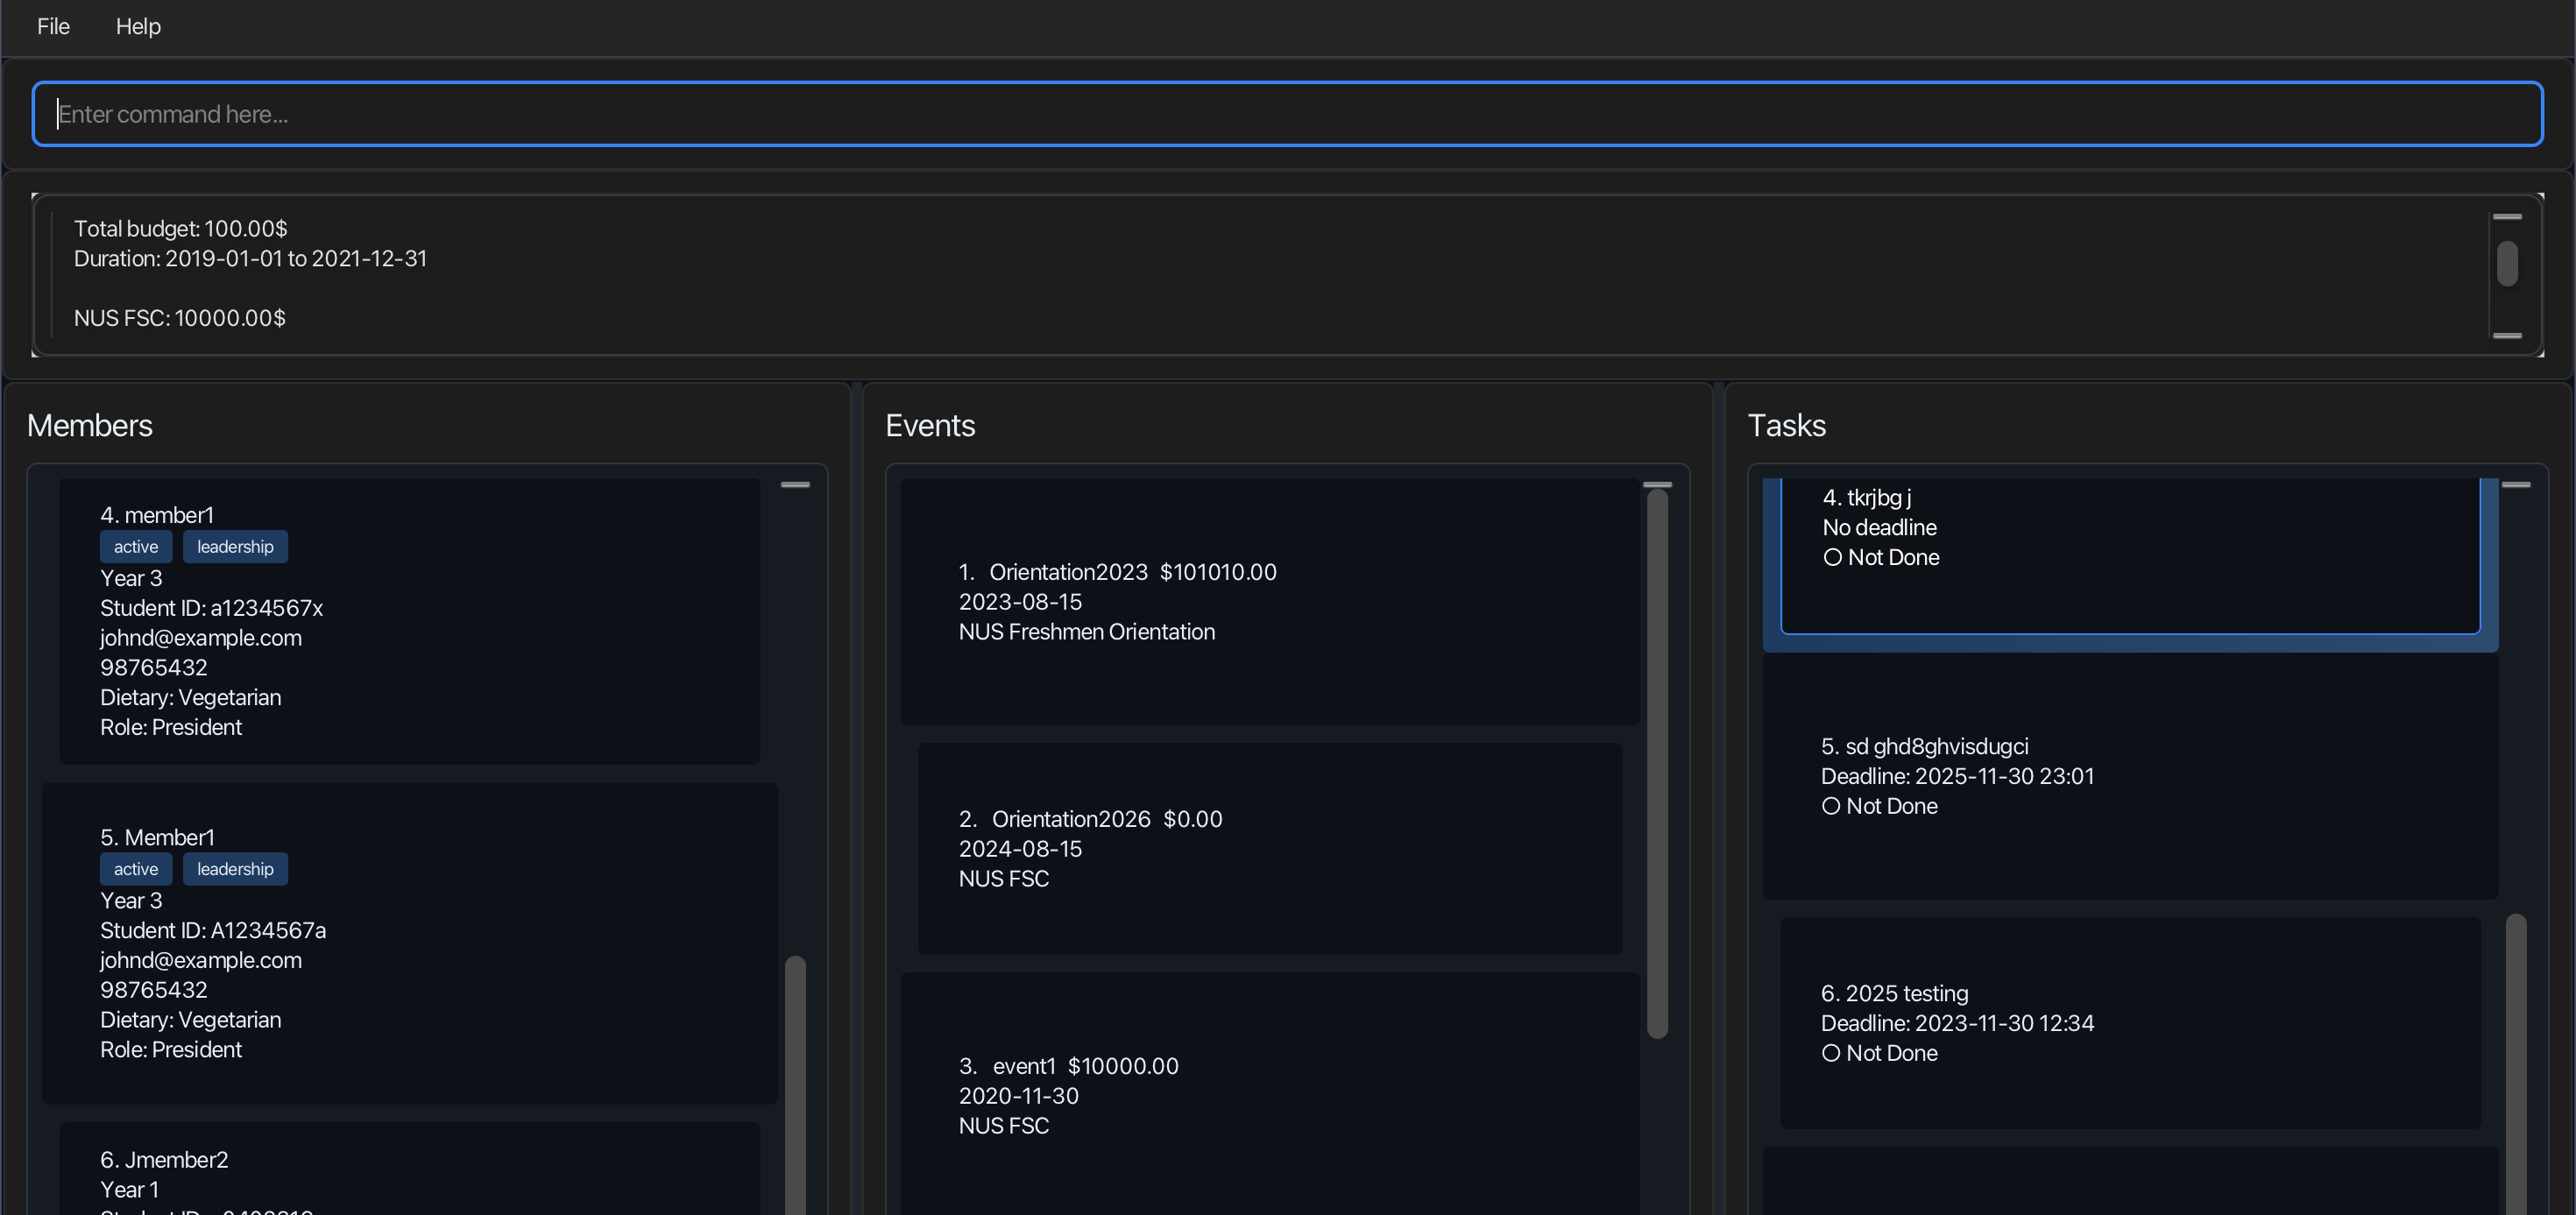 File Help
Enter command here...
Total budget: 100.00$
Duration: 2019-01-01 to 2021-12-31
NUS FSC: 10000.00$
Members
4. member1
active leadership
Year 3
Student ID: a1234567x
johnd@example.com
98765432
Dietary: Vegetarian
Role: President
5. Member1
active leadership
Year 3
Student ID: A1234567a
johnd@example.com
98765432
Dietary: Vegetarian
Role: President
6. Jmember2
Year 1
Events
1. Orientation2023 $101010.00
2023-08-15
NUS Freshmen Orientation
2. Orientation2026 $0.00
2024-08-15
NUS FSC
3. event1 $10000.00
2020-11-30
NUS FSC
Tasks
4. tkrjbg j
No deadline
Not Done
5. sd ghd8ghvisdugci
Deadline: 2025-11-30 23:01
Not Done
6. 2025 testing
Deadline: 2023-11-30 12:34
Not Done